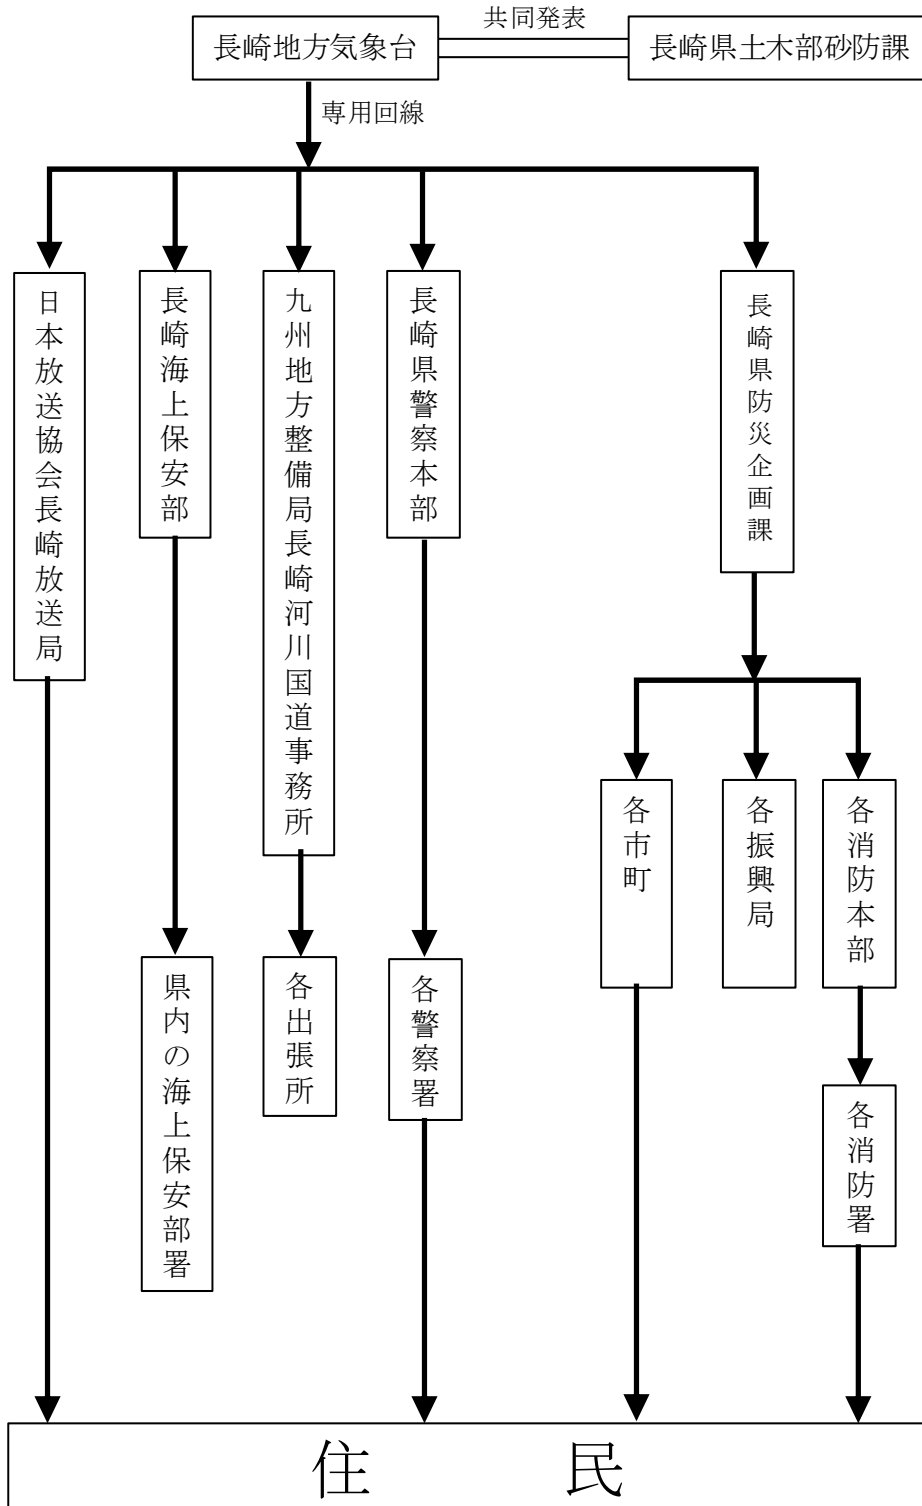 共同発表
長崎地方気象台
長崎県土木部砂防課
専用回線
日本放送協会長崎放送局
長崎海上保安部
九州地方整備局長崎河川国道事務所
長崎県警察本部
長崎県防災企画課
各市町
各振興局
各消防本部
県内の海上保安部署
各出張所
各警察署
各消防署
住民